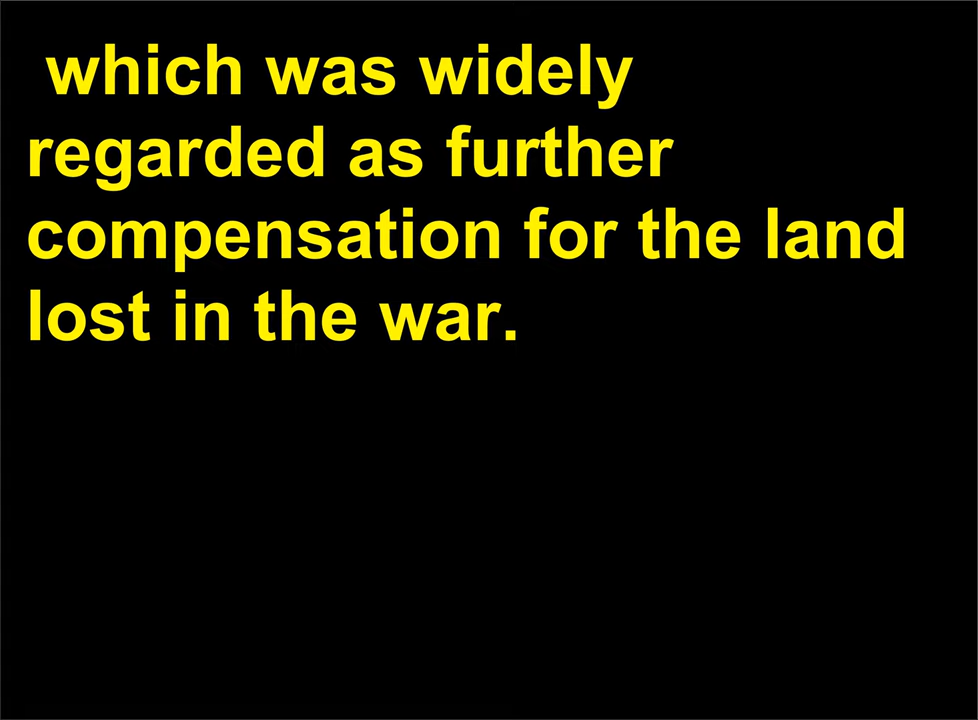 which was widely
regarded as further
compensation for the land
lost in the war.